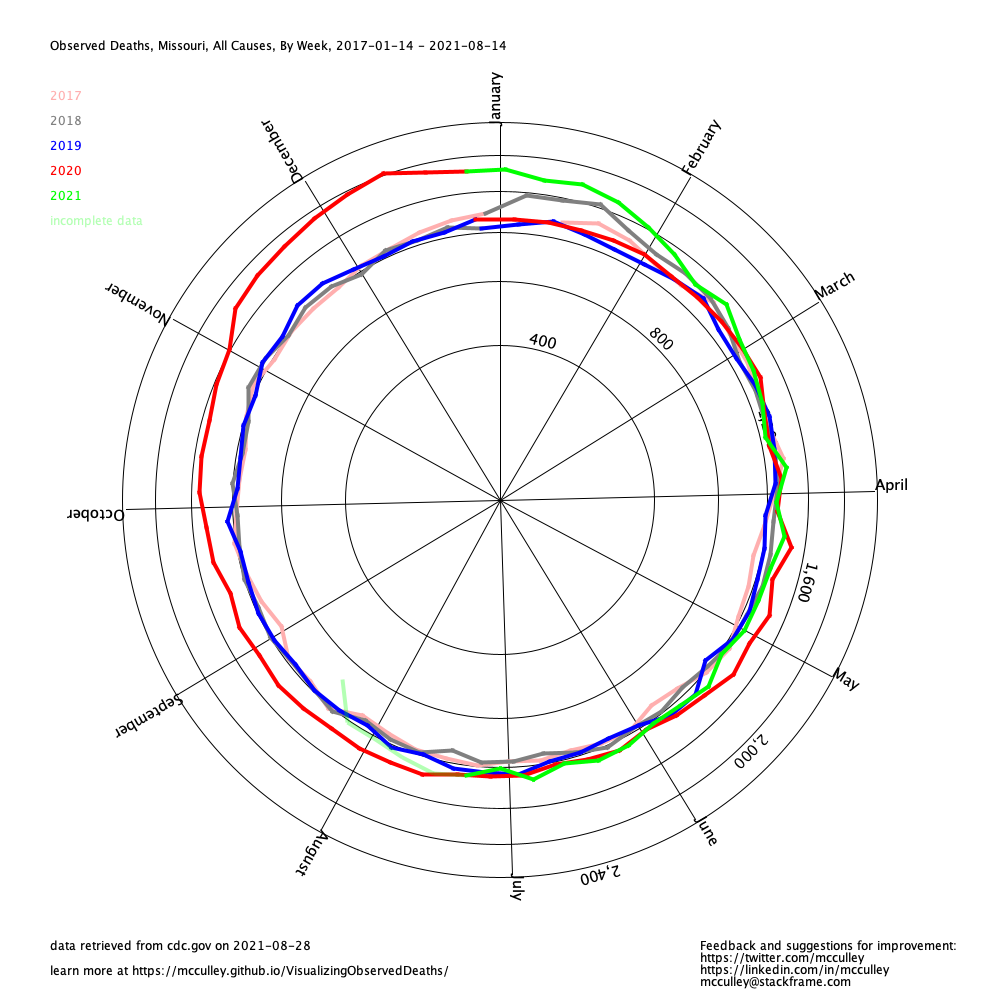 Observed Deaths, Missouri, All Causes, By Week, 2017-01-14 - 2021-08-14
2017
2018
2019
2020
2021
incomplete data
January
February
March
April
May
June
July
August
September
October
November
December
400
800
1,600
2,000
2,400
data retrieved from cdc.gov on 2021-08-28
learn more at https://mcculley.github.io/VisualizingObservedDeaths/
Feedback and suggestions for improvement:
https://twitter.com/mcculley
https://linkedin.com/in/mcculley
mcculley@stackframe.com